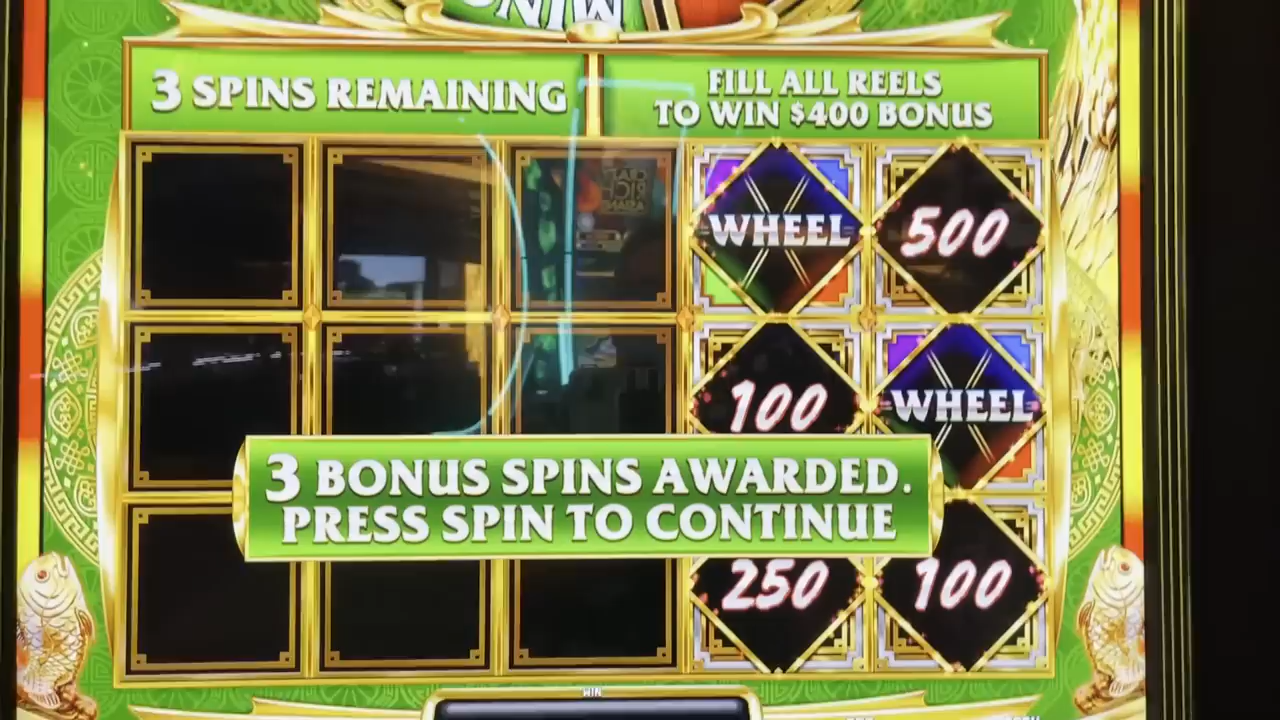 MINI
3 SPINS REMAINING
FILL ALL REELS
TO WIN $400 BONUS
WHEEL
500
100
WHEEL
3 BONUS SPINS AWARDED.
PRESS SPIN TO CONTINUE
250
100
WIN